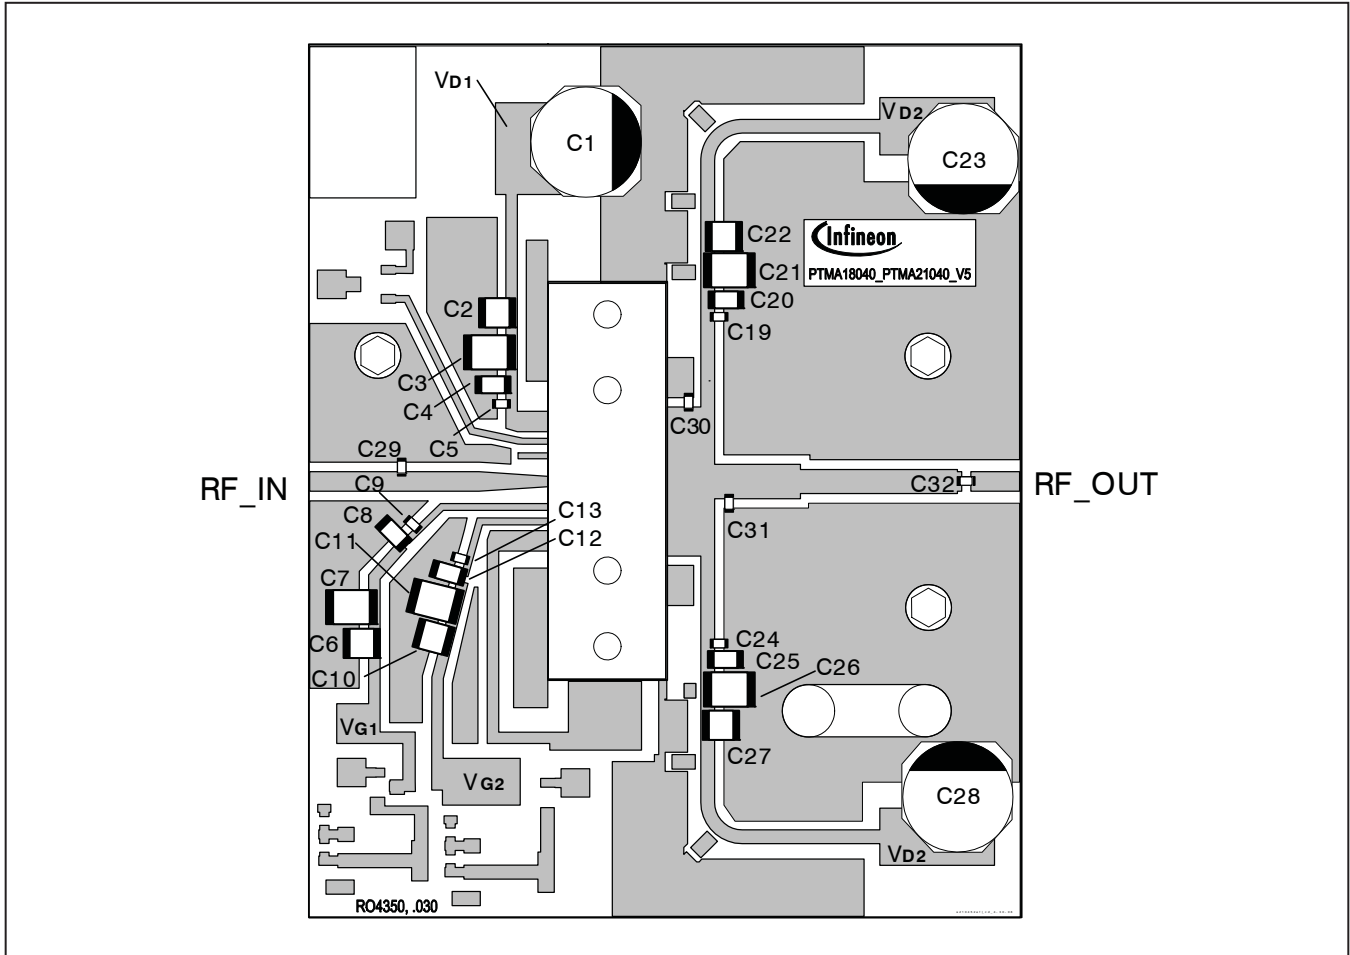 VD1
C1
VD2
C23
C22
Infineon
C21
PTMA18040_PTMA21040_V5
C2
C20
C19
C3
C4
C30
C5
C29
RF_IN
C9
C32
RF_OUT
C8
C13
C31
C11
C12
C7
C6
C24
C25
C26
C10
VG1
C27
VG2
C28
VD2
RO4350, .030